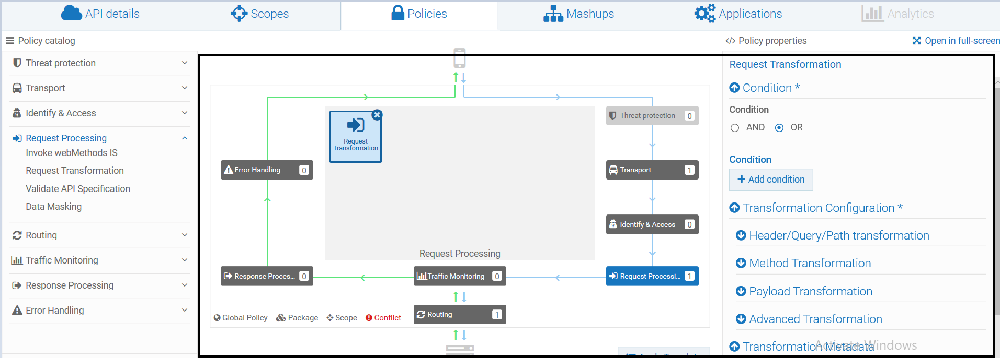 API details
Scopes
Policies
Mashups
Applications
Analytics
Policy catalog
Policy properties
Open in full-screen
Threat protection
Transport
Identify & Access
Request Processing
Invoke webMethods IS
Request Transformation
Validate API Specification
Data Masking
Routing
Traffic Monitoring
Response Processing
Error Handling
Request
Transformation
Threat protection 0
Error Handling 0
Transport 1
Identify & Access 0
Request Processing
Response Proces... 0
Traffic Monitoring 0
Request Processi... 1
Routing 1
Global Policy
Package
Scope
Conflict
Request Transformation
Condition *
Condition
AND
OR
Condition
Add condition
Transformation Configuration *
Header/Query/Path transformation
Method Transformation
Payload Transformation
Advanced Transformation
Transformation Metadata
Activate Windows